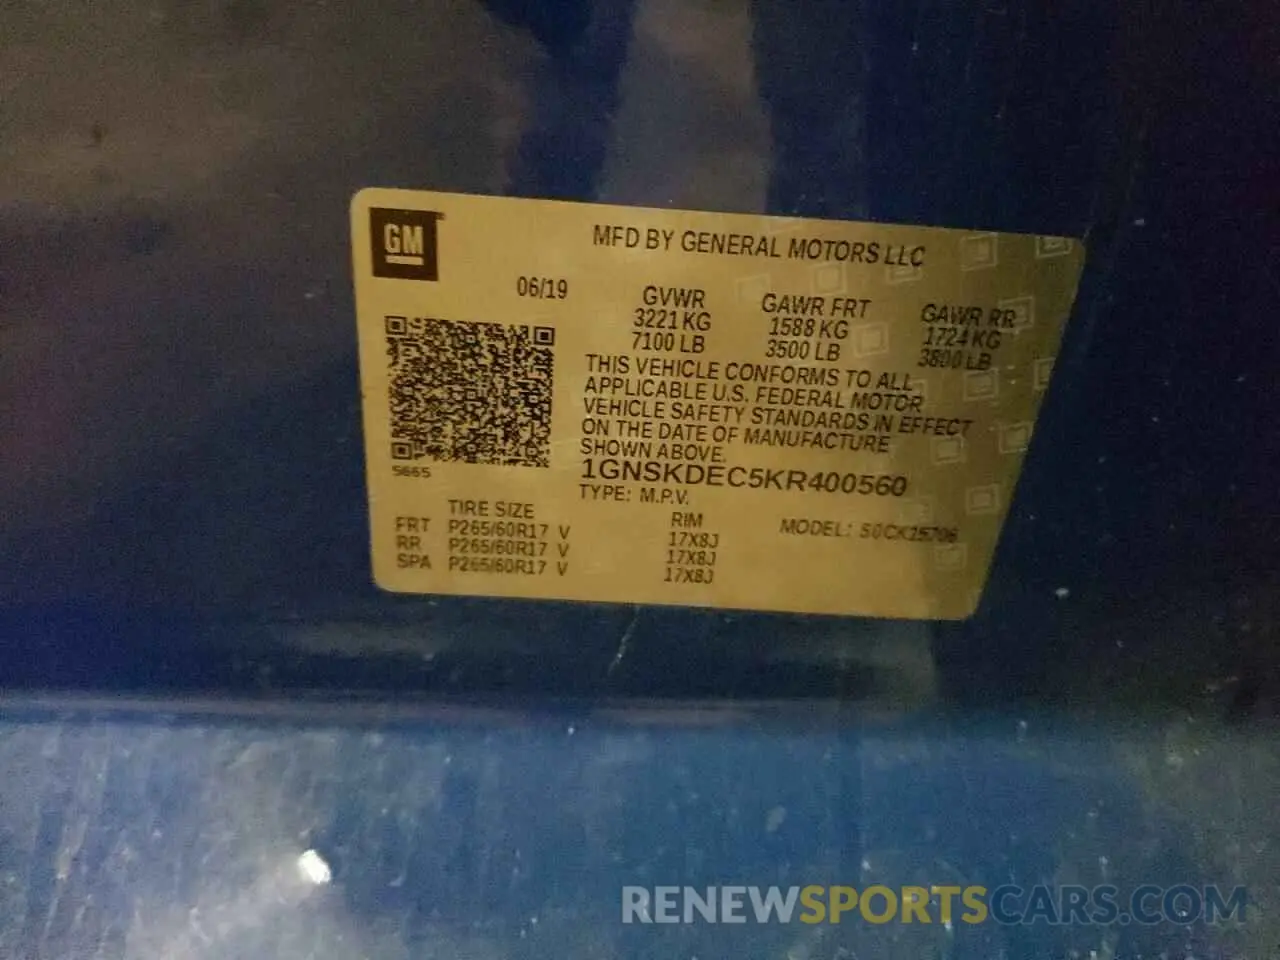 GM
MFD BY GENERAL MOTORS LLC
06/19
GVWR GAWR FRT GAWR RR
3221 KG 1588 KG 1724 KG
7100 LB 3500 LB 3800 LB
THIS VEHICLE CONFORMS TO ALL
APPLICABLE U.S. FEDERAL MOTOR
VEHICLE SAFETY STANDARDS IN EFFECT
ON THE DATE OF MANUFACTURE
SHOWN ABOVE.
5665
1GNSKDEC5KR400560
TYPE: M.P.V.
TIRE SIZE RIM MODEL: S0CK15706
FRT P265/60R17 V 17X8J
RR P265/60R17 V 17X8J
SPA P265/60R17 V 17X8J
RENEWSPORTSCARS.COM